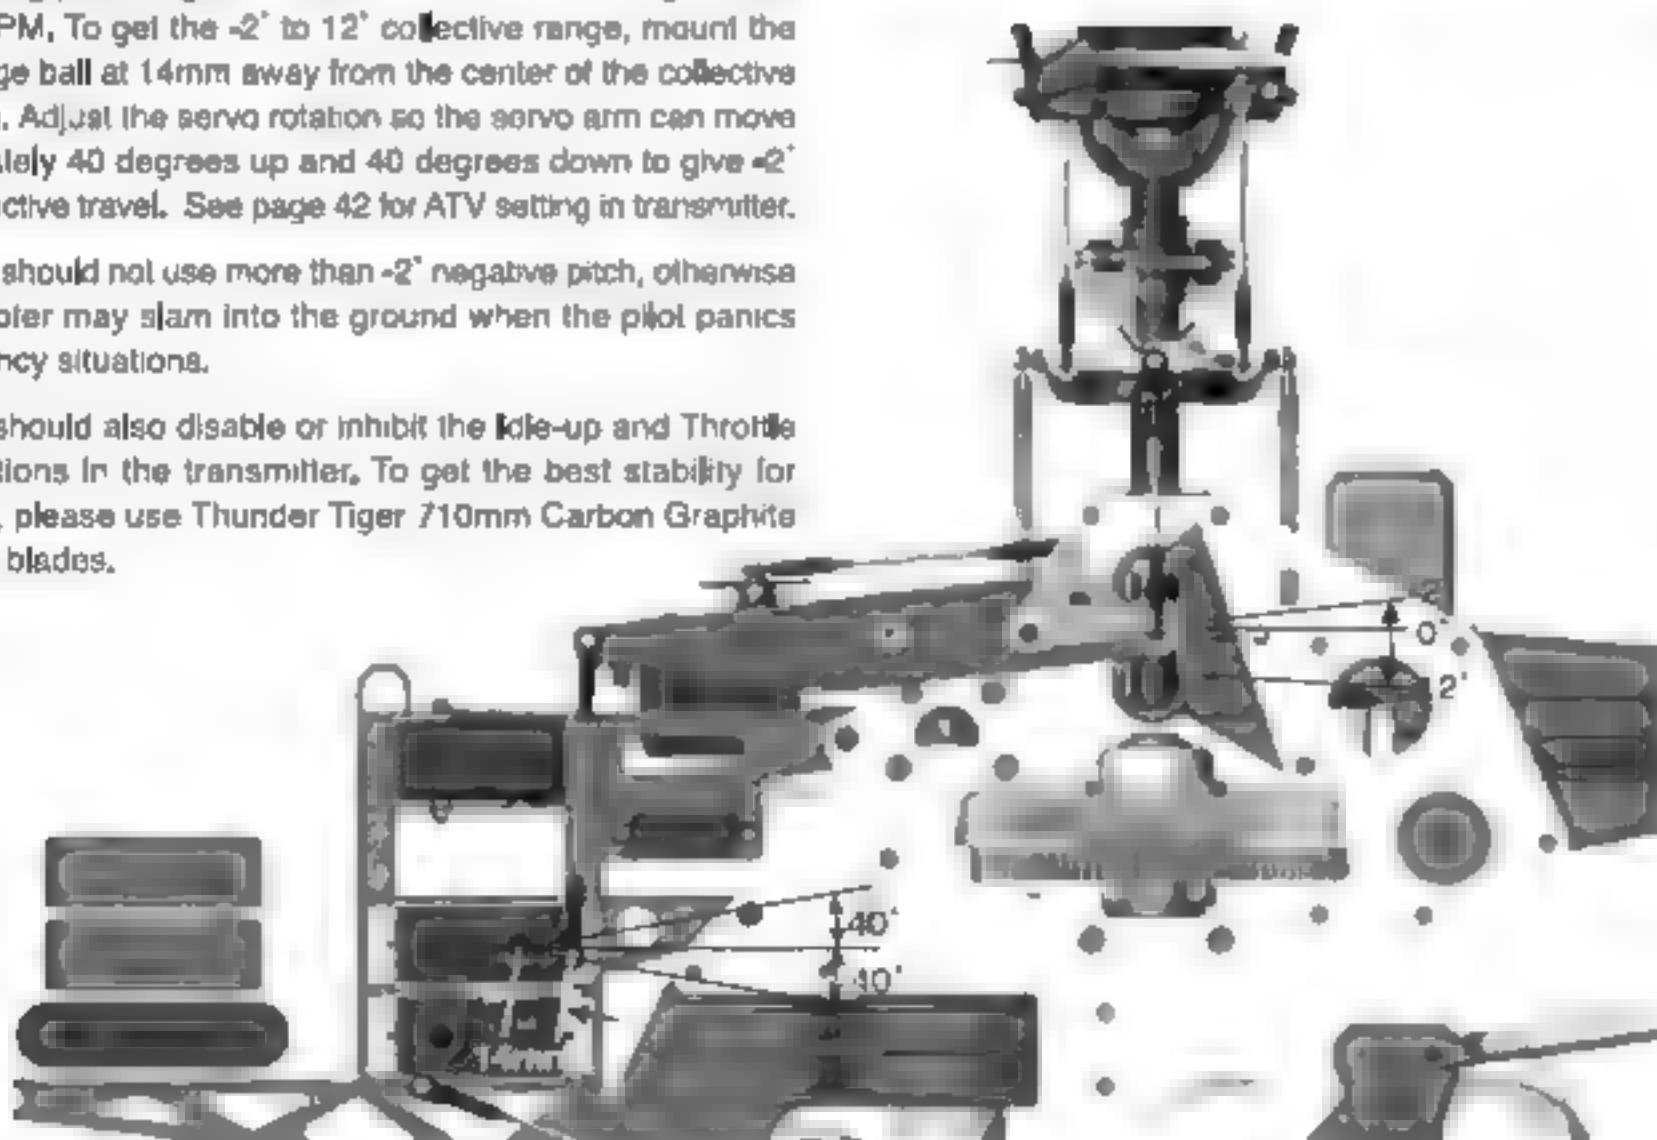 PM. To get the -2° to 12° collective range, mount the
ge ball at 14mm away from the center of the collective
. Adjust the servo rotation so the servo arm can move
tely 40 degrees up and 40 degrees down to give -2°
ctive travel. See page 42 for ATV setting in transmitter.
should not use more than -2° negative pitch, otherwise
pter may slam into the ground when the pilot panics
ncy situations.
should also disable or inhibit the Idle-up and Throttle
tions in the transmitter. To get the best stability for
, please use Thunder Tiger 710mm Carbon Graphite
blades.
0°
2°
40°
40°
14mm